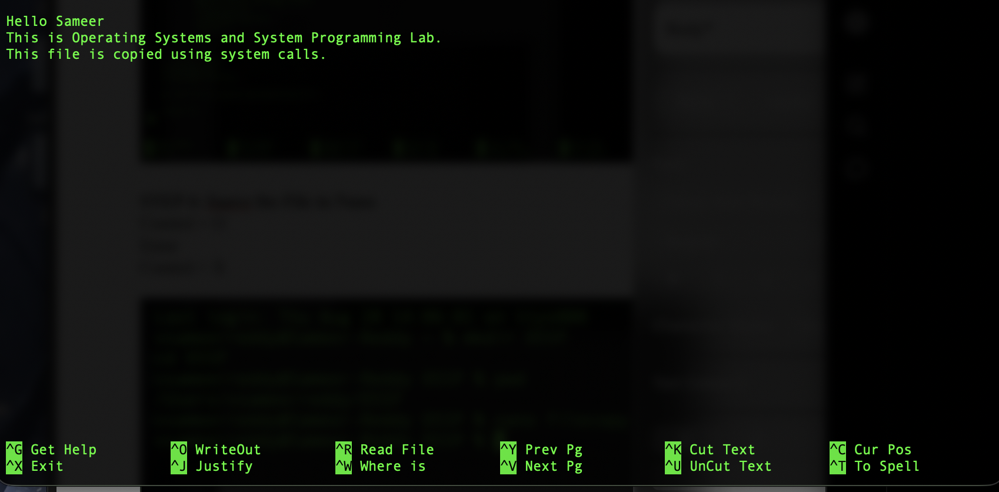 Hello Sameer
This is Operating Systems and System Programming Lab.
This file is copied using system calls.
^G Get Help ^O WriteOut ^R Read File ^Y Prev Pg ^K Cut Text ^C Cur Pos
^X Exit ^J Justify ^W Where is ^V Next Pg ^U UnCut Text ^T To Spell